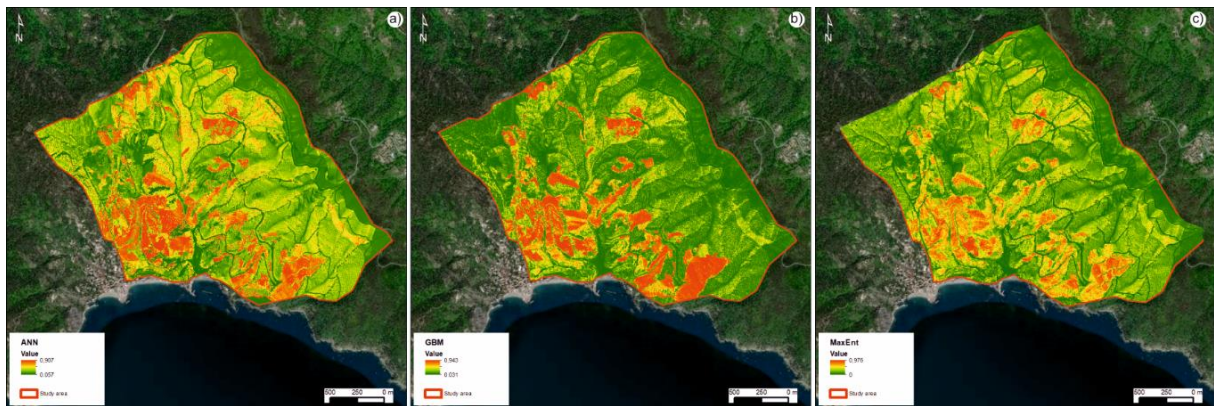 a)
N
ANN
Value
0.967
0.057
Study area
500 250 0 m
b)
N
GBM
Value
0.943
0.031
Study area
500 250 0 m
c)
N
MaxEnt
Value
0.976
0
Study area
500 250 0 m